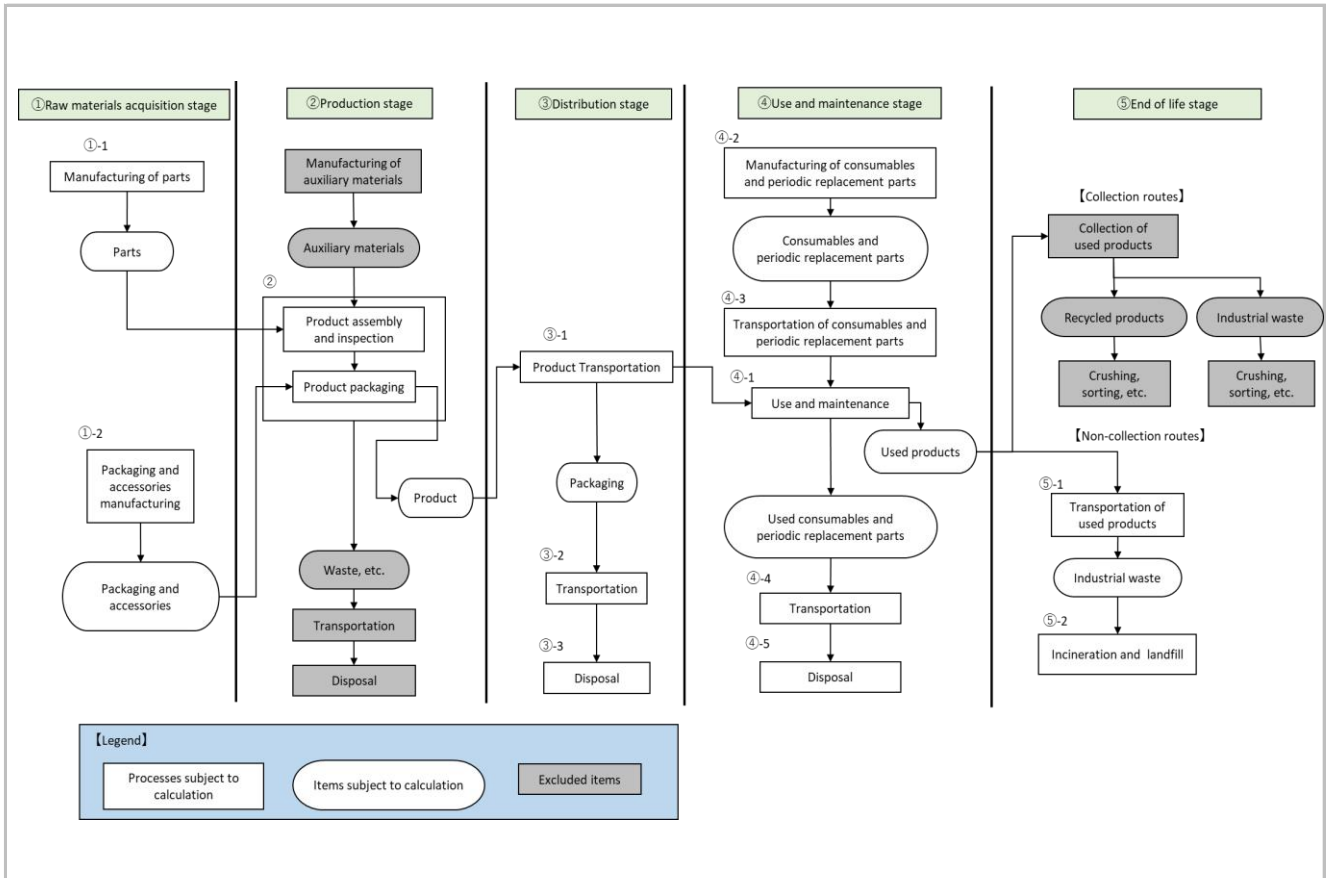 ①Raw materials acquisition stage
①-1
Manufacturing of parts
Parts
①-2
Packaging and
accessories
manufacturing
Packaging and
accessories
②Production stage
Manufacturing of
auxiliary materials
Auxiliary materials
②
Product assembly
and inspection
Product packaging
Product
Waste, etc.
Transportation
Disposal
③Distribution stage
③-1
Product Transportation
Packaging
③-2
Transportation
③-3
Disposal
④Use and maintenance stage
④-2
Manufacturing of consumables
and periodic replacement parts
Consumables and
periodic replacement parts
④-3
Transportation of consumables and
periodic replacement parts
④-1
Use and maintenance
Used products
Used consumables and
periodic replacement parts
④-4
Transportation
④-5
Disposal
⑤End of life stage
【Collection routes】
Collection of
used products
Recycled products
Industrial waste
Crushing,
sorting, etc.
Crushing,
sorting, etc.
【Non-collection routes】
⑤-1
Transportation of
used products
Industrial waste
⑤-2
Incineration and landfill
【Legend】
Processes subject to
calculation
Items subject to calculation
Excluded items